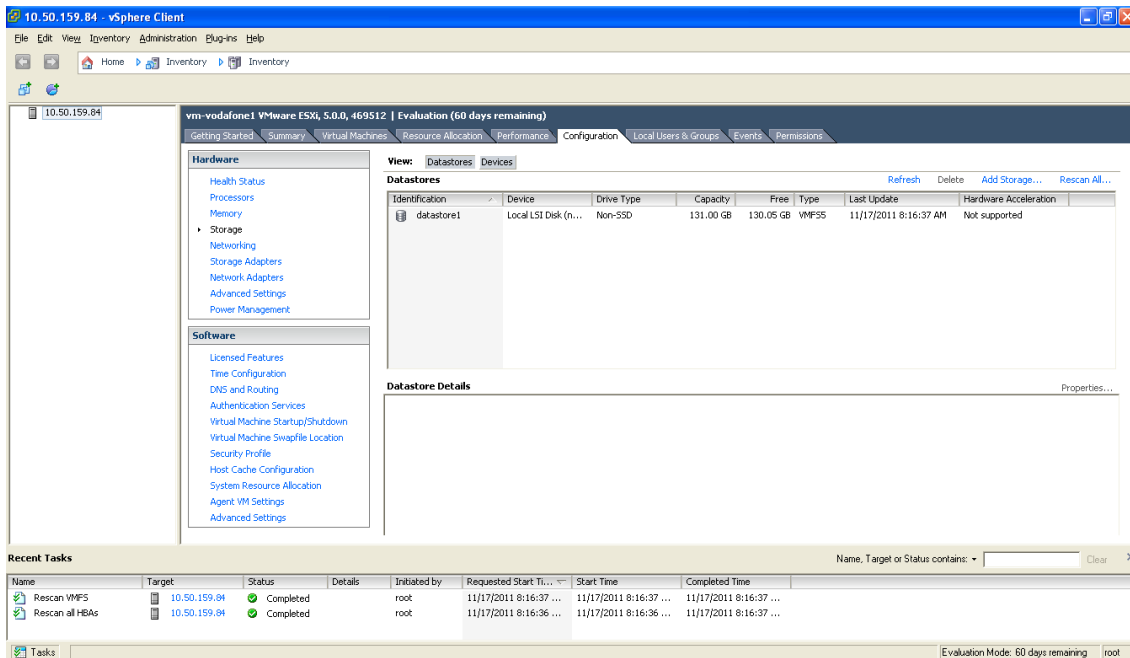 10.50.159.84 - vSphere Client
File Edit View Inventory Administration Plug-ins Help
Home Inventory Inventory
10.50.159.84
vm-vodafone1 VMware ESXi, 5.0.0, 469512 | Evaluation (60 days remaining)
Getting Started Summary Virtual Machines Resource Allocation Performance Configuration Local Users & Groups Events Permissions
Hardware
Health Status
Processors
Memory
Storage
Networking
Storage Adapters
Network Adapters
Advanced Settings
Power Management
Software
Licensed Features
Time Configuration
DNS and Routing
Authentication Services
Virtual Machine Startup/Shutdown
Virtual Machine Swapfile Location
Security Profile
Host Cache Configuration
System Resource Allocation
Agent VM Settings
Advanced Settings
View: Datastores Devices
Datastores Refresh Delete Add Storage... Rescan All...
Identification Device Drive Type Capacity Free Type Last Update Hardware Acceleration
datastore1 Local LSI Disk (n... Non-SSD 131.00 GB 130.05 GB VMFS5 11/17/2011 8:16:37 AM Not supported
Datastore Details Properties...
Recent Tasks Name, Target or Status contains: Clear
Name Target Status Details Initiated by Requested Start Ti... Start Time Completed Time
Rescan VMFS 10.50.159.84 Completed root 11/17/2011 8:16:37 ... 11/17/2011 8:16:37 ... 11/17/2011 8:16:37 ...
Rescan all HBAs 10.50.159.84 Completed root 11/17/2011 8:16:36 ... 11/17/2011 8:16:36 ... 11/17/2011 8:16:37 ...
Tasks Evaluation Mode: 60 days remaining root